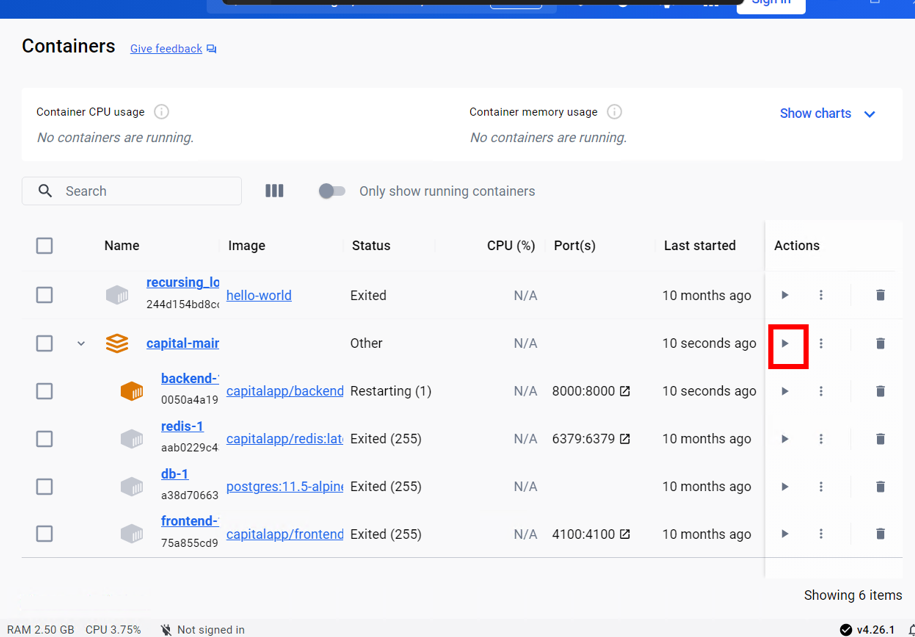 Sign in
Containers Give feedback
Container CPU usage Container memory usage Show charts
No containers are running. No containers are running.
Search Only show running containers
Name Image Status CPU (%) Port(s) Last started Actions
recursing_lo
244d154bd8cc hello-world Exited N/A 10 months ago
capital-main Other N/A 10 seconds ago
backend-1
0050a4a19 capitalapp/backend Restarting (1) N/A 8000:8000 10 seconds ago
redis-1
aab0229c4 capitalapp/redis:late Exited (255) N/A 6379:6379 10 months ago
db-1
a38d70663 postgres:11.5-alpine Exited (255) N/A 10 months ago
frontend-
75a855cd9 capitalapp/frontend Exited (255) N/A 4100:4100 10 months ago
Showing 6 items
RAM 2.50 GB CPU 3.75% Not signed in v4.26.1